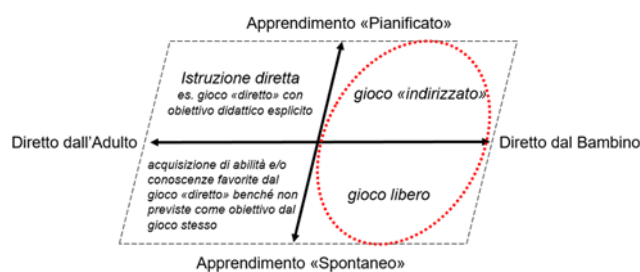 Apprendimento «Pianificato»
Istruzione diretta
es. gioco «diretto» con
obiettivo didattico esplicito
gioco «indirizzato»
Diretto dall'Adulto
Diretto dal Bambino
acquisizione di abilità e/o
conoscenze favorite dal
gioco «diretto» benché non
previste come obiettivo dal
gioco stesso
gioco libero
Apprendimento «Spontaneo»